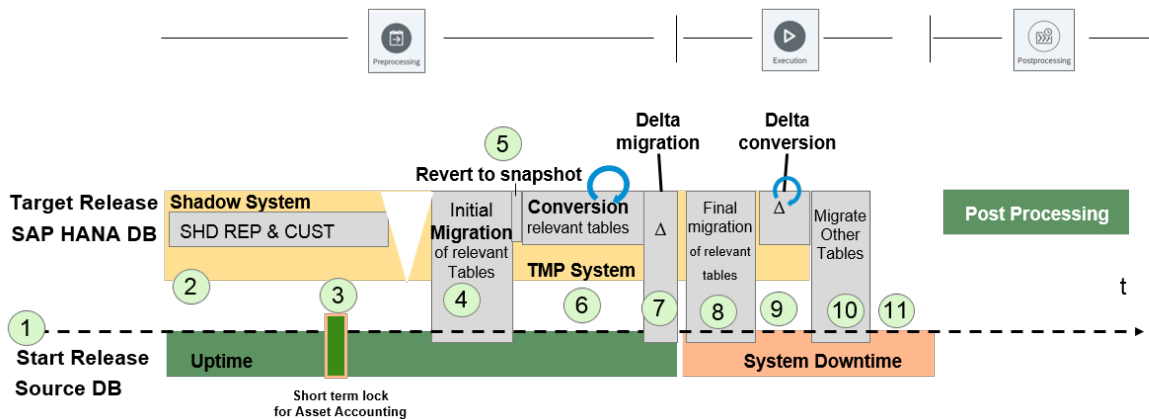 Preprocessing
Execution
Postprocessing
Delta
migration
Delta
conversion
5
Revert to snapshot
Target Release
SAP HANA DB
Shadow System
SHD REP & CUST
Initial
Migration
of relevant
Tables
Conversion
relevant tables
Δ
Final
migration
of relevant
tables
Δ
Migrate
Other
Tables
Post Processing
TMP System
2
3
4
6
7
8
9
10
11
t
1
Start Release
Source DB
Uptime
System Downtime
Short term lock
for Asset Accounting